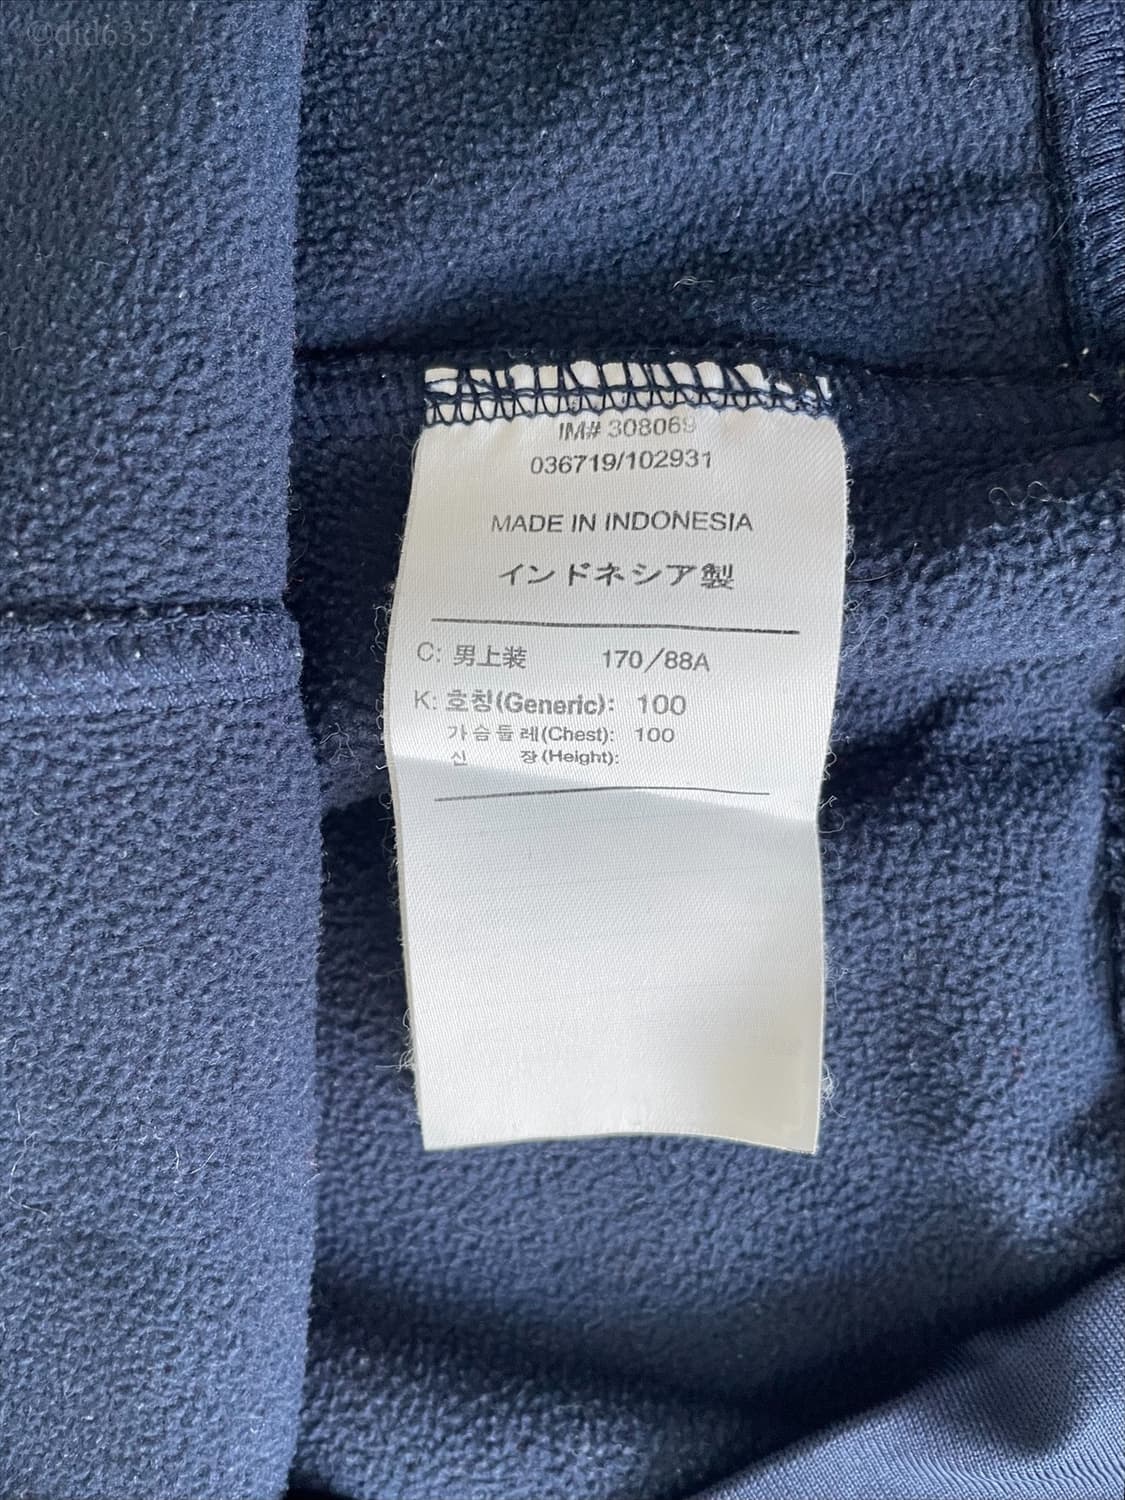 ©did635
IM# 308069
036719/102931
MADE IN INDONESIA
インドネシア製
C: 男上装 170/88A
K: 호칭(Generic): 100
가슴둘레(Chest): 100
신 장(Height):